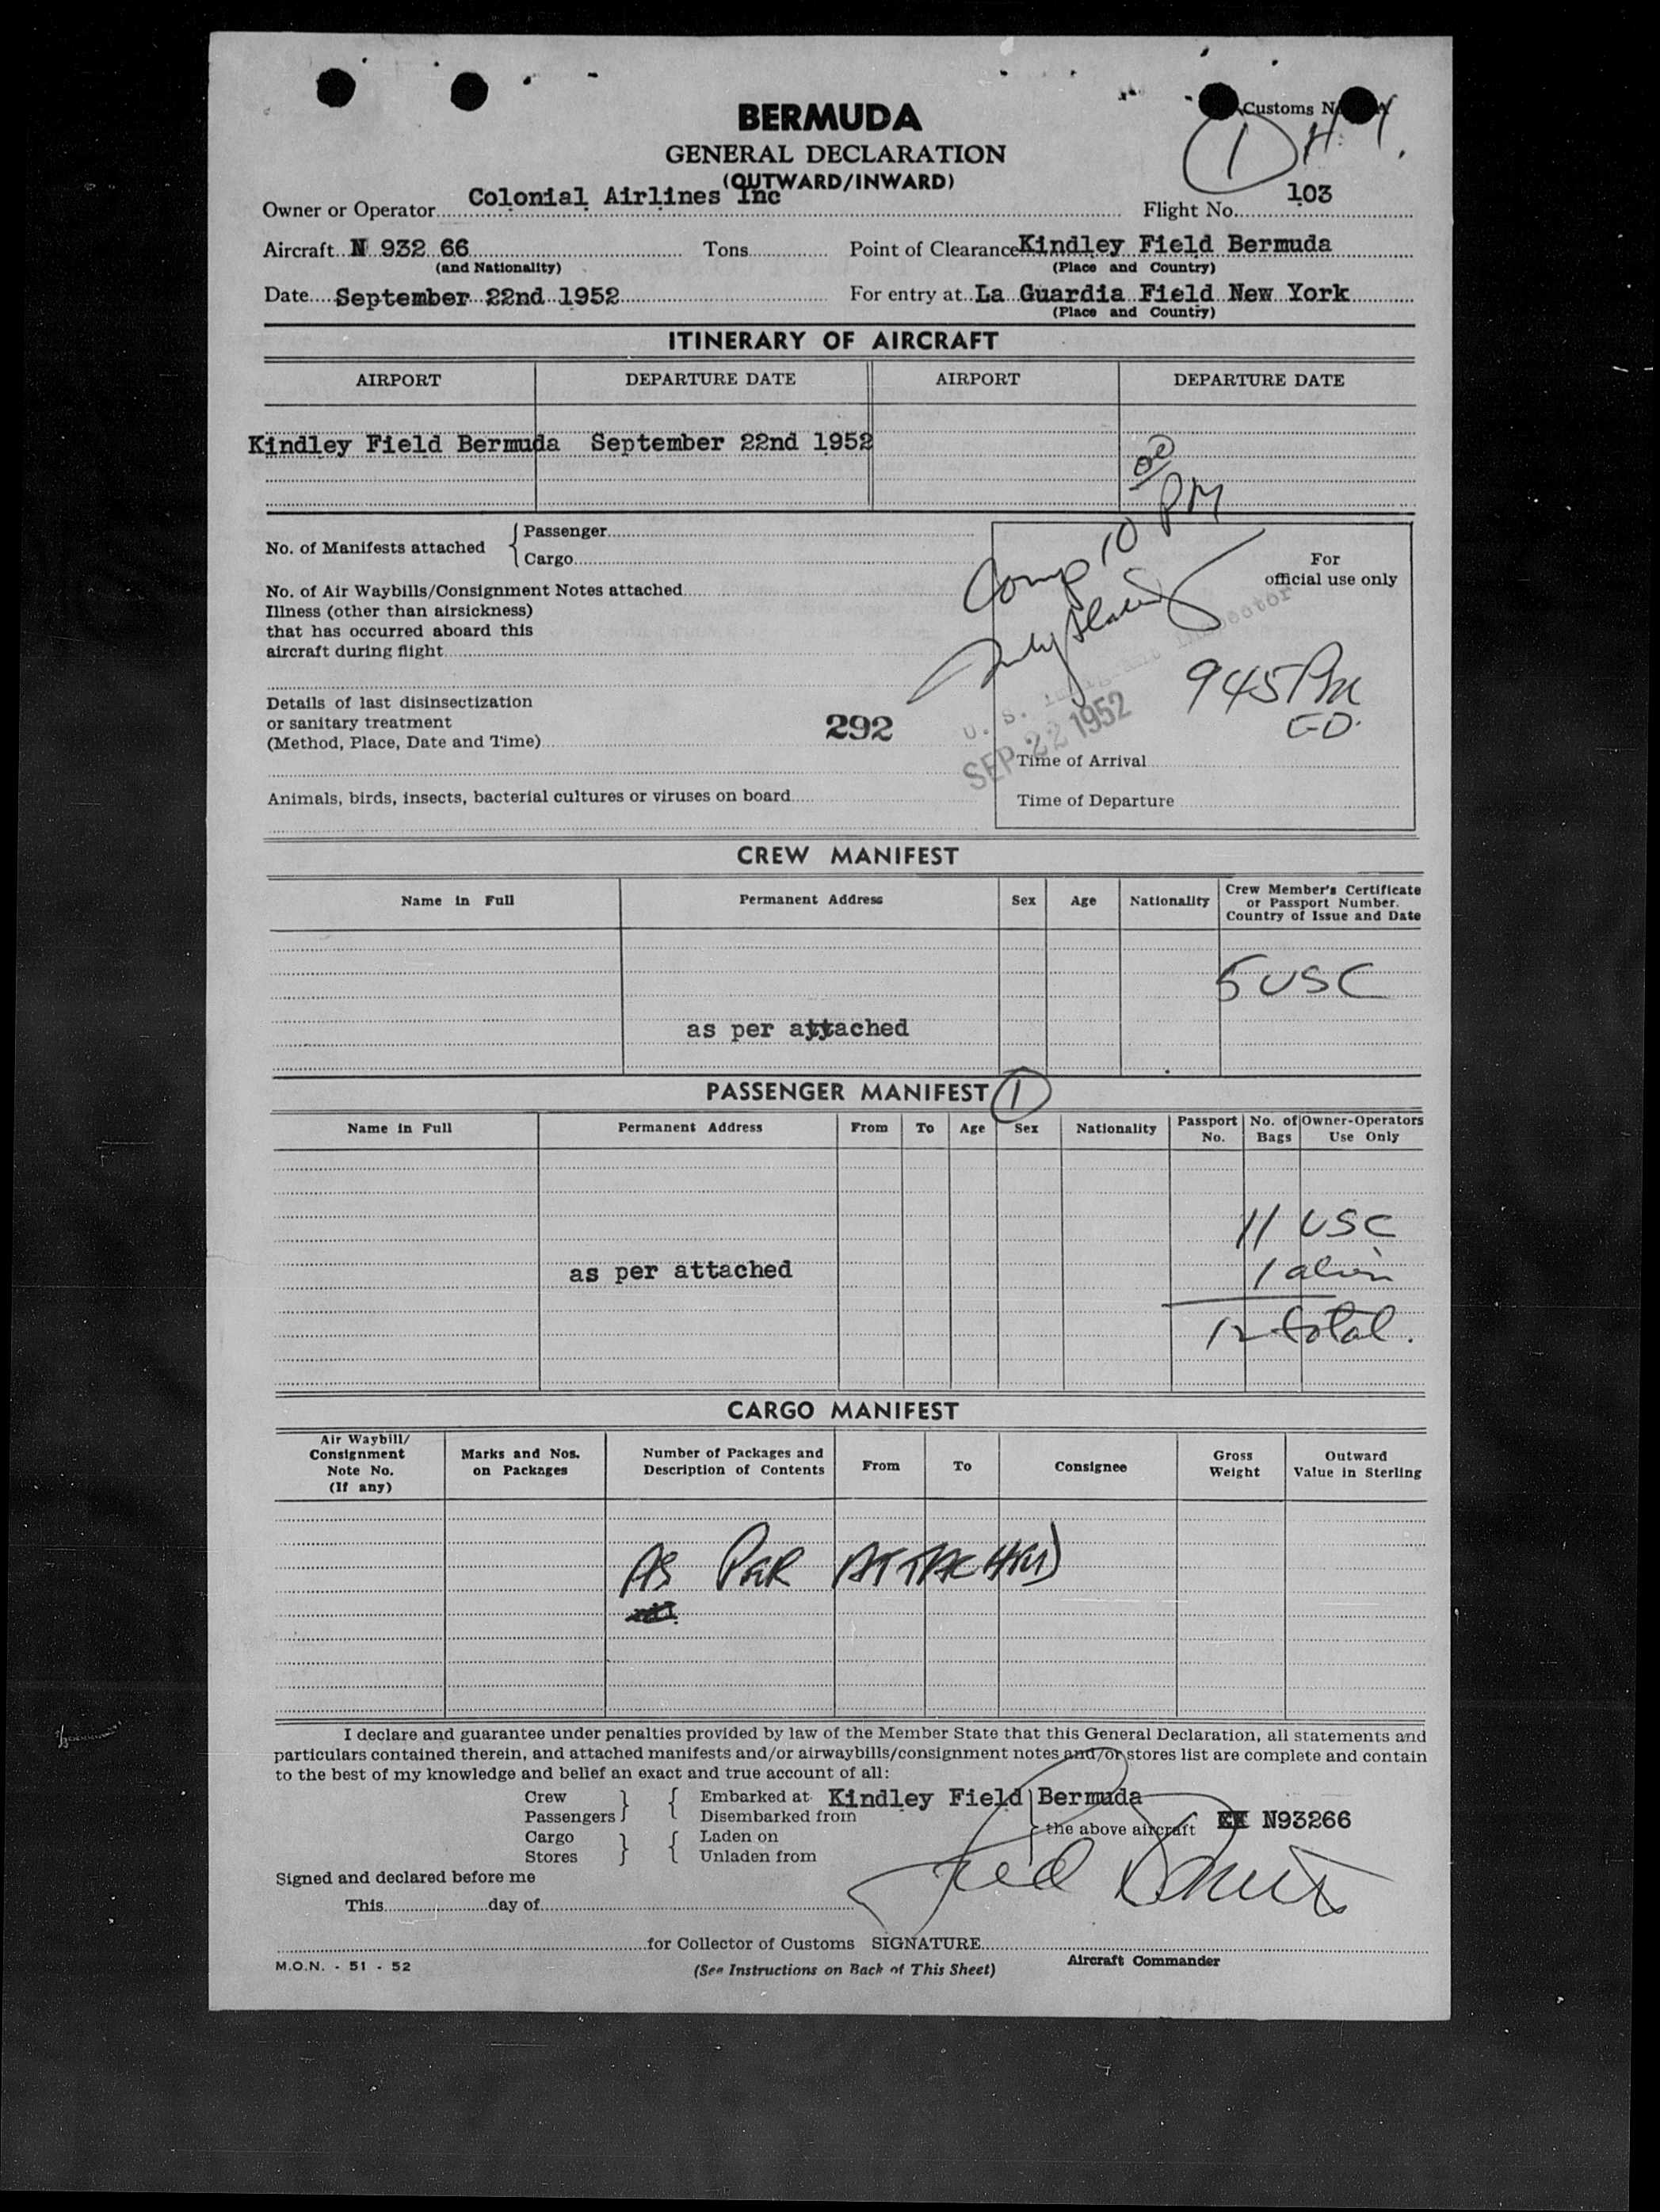 Customs No.
1
BERMUDA
GENERAL DECLARATION
(OUTWARD/INWARD)
Owner or Operator Colonial Airlines Inc Flight No. 103
Aircraft N 932 66 Tons Point of Clearance Kindley Field Bermuda
(and Nationality) (Place and Country)
Date September 22nd 1952 For entry at La Guardia Field New York
(Place and Country)
ITINERARY OF AIRCRAFT
AIRPORT DEPARTURE DATE AIRPORT DEPARTURE DATE
Kindley Field Bermuda September 22nd 1952
No. of Manifests attached { Passenger
Cargo
Comp 10 00 PM
For
official use only
No. of Air Waybills/Consignment Notes attached
Illness (other than airsickness)
that has occurred aboard this
aircraft during flight
U. S. Immigrant Inspector
SEP 22 1952
945 Pm
Details of last disinsectization
or sanitary treatment
(Method, Place, Date and Time)
292
Time of Arrival
Animals, birds, insects, bacterial cultures or viruses on board
Time of Departure
CREW MANIFEST
Name in Full Permanent Address Sex Age Nationality Crew Member's Certificate
or Passport Number.
Country of Issue and Date
5 USC
as per attached
PASSENGER MANIFEST 1
Name in Full Permanent Address From To Age Sex Nationality Passport No. No. of Bags Owner-Operators Use Only
11 USC
as per attached 1 alien
12 total.
CARGO MANIFEST
Air Waybill/
Consignment
Note No.
(If any)
Marks and Nos.
on Packages
Number of Packages and
Description of Contents
From To Consignee
Gross
Weight
Outward
Value in Sterling
AS PER ATTACHED
I declare and guarantee under penalties provided by law of the Member State that this General Declaration, all statements and
particulars contained therein, and attached manifests and/or airwaybills/consignment notes and/or stores list are complete and contain
to the best of my knowledge and belief an exact and true account of all:
Crew } { Embarked at Kindley Field Bermuda
Passengers Disembarked from
the above aircraft N93266
Cargo } { Laden on
Stores Unladen from
Signed and declared before me
This day of
for Collector of Customs SIGNATURE
Aircraft Commander
M.O.N. - 51 - 52
(See Instructions on Back of This Sheet)